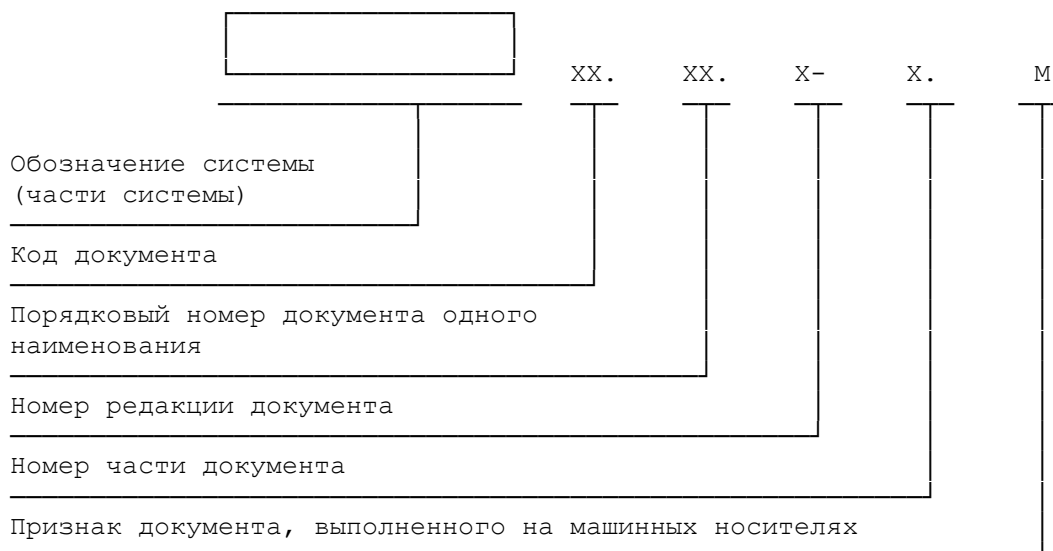 XX. XX. X- X. M
Обозначение системы
(части системы)
Код документа
Порядковый номер документа одного
наименования
Номер редакции документа
Номер части документа
Признак документа, выполненного на машинных носителях